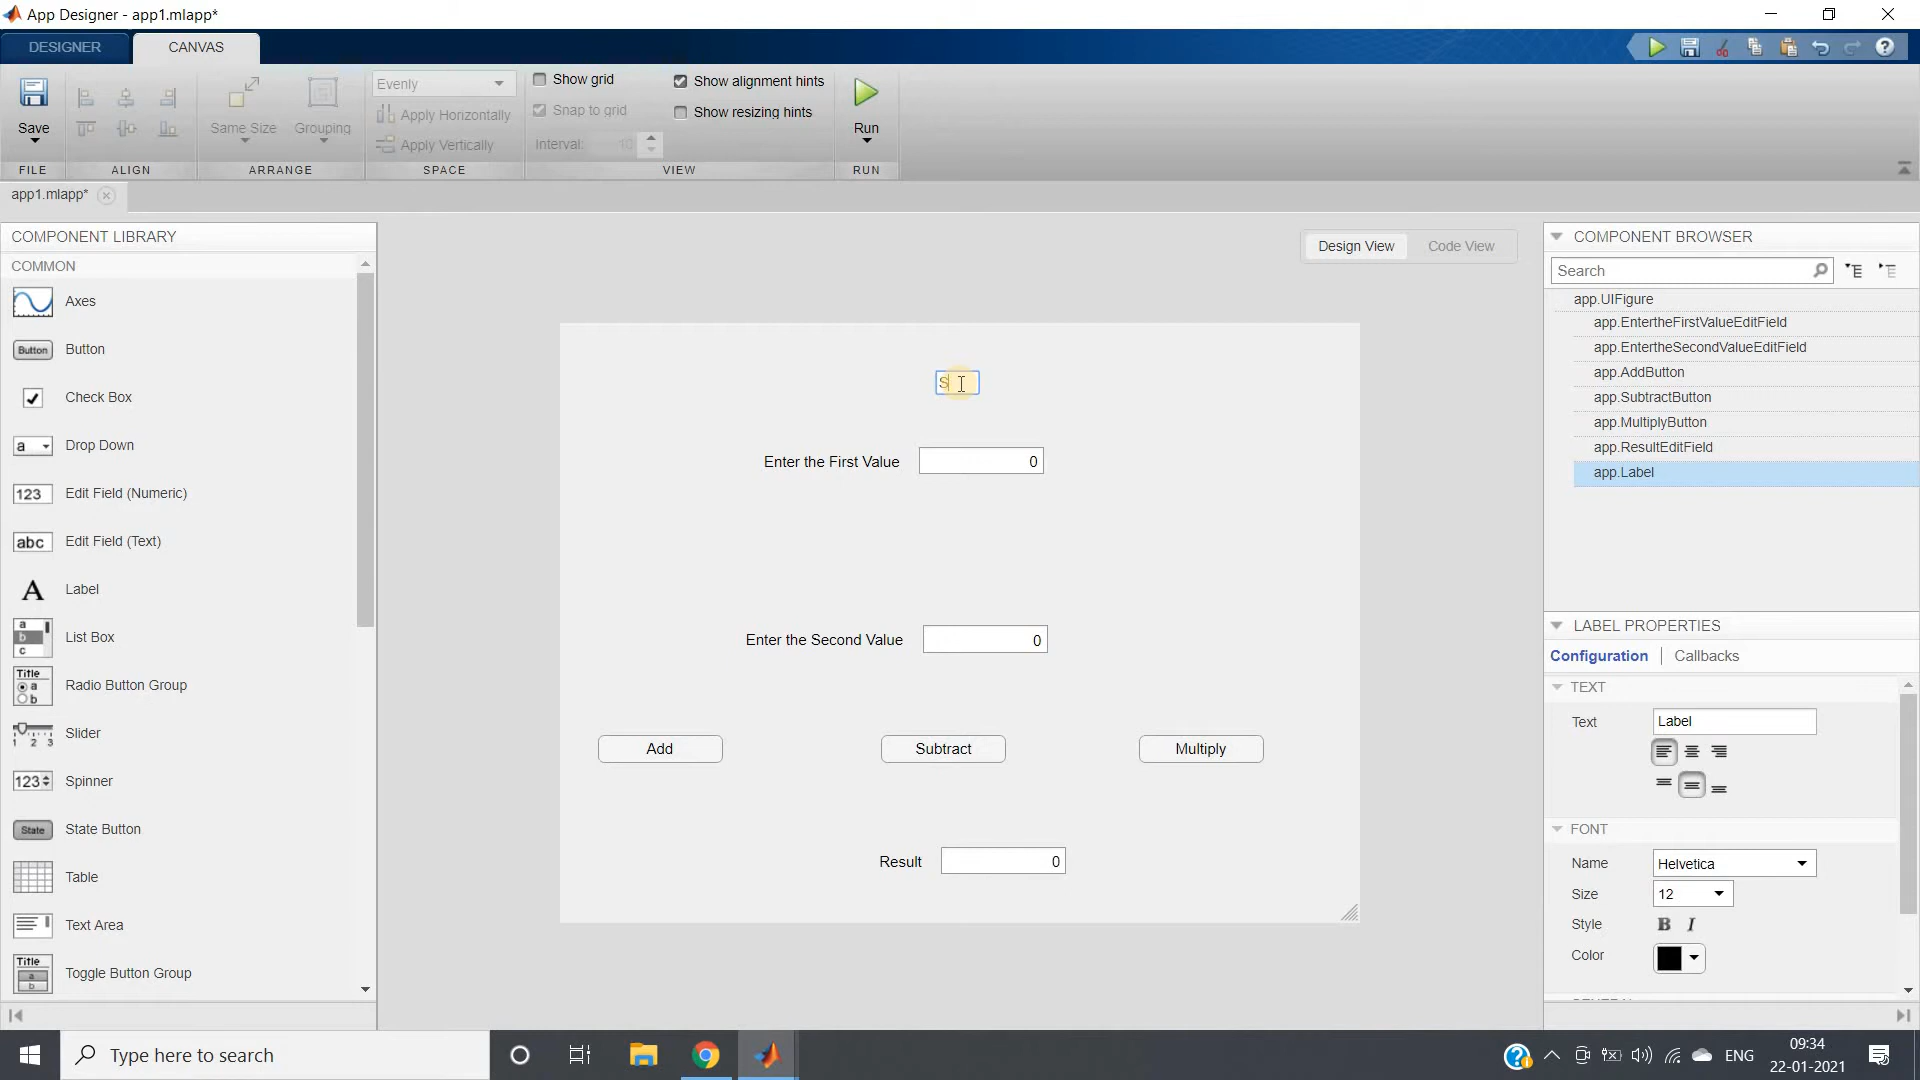 App Designer - app1.mlapp*
DESIGNER
CANVAS
Save
Same Size
Grouping
Evenly
Apply Horizontally
Apply Vertically
Show grid
Snap to grid
Interval: 10
Show alignment hints
Show resizing hints
Run
FILE
ALIGN
ARRANGE
SPACE
VIEW
RUN
app1.mlapp*
COMPONENT LIBRARY
COMMON
Axes
Button Button
Check Box
a Drop Down
123 Edit Field (Numeric)
abc Edit Field (Text)
A Label
a
b
c
List Box
Title
a
b
Radio Button Group
1 2 3
Slider
123 Spinner
State State Button
Table
Text Area
Title
a
b
Toggle Button Group
Design View
Code View
S
Enter the First Value 0
Enter the Second Value 0
Add
Subtract
Multiply
Result 0
COMPONENT BROWSER
Search
app.UIFigure
app.EntertheFirstValueEditField
app.EntertheSecondValueEditField
app.AddButton
app.SubtractButton
app.MultiplyButton
app.ResultEditField
app.Label
LABEL PROPERTIES
Configuration
Callbacks
TEXT
Text Label
FONT
Name Helvetica
Size 12
Style B I
Color
Type here to search
ENG
09:34
22-01-2021